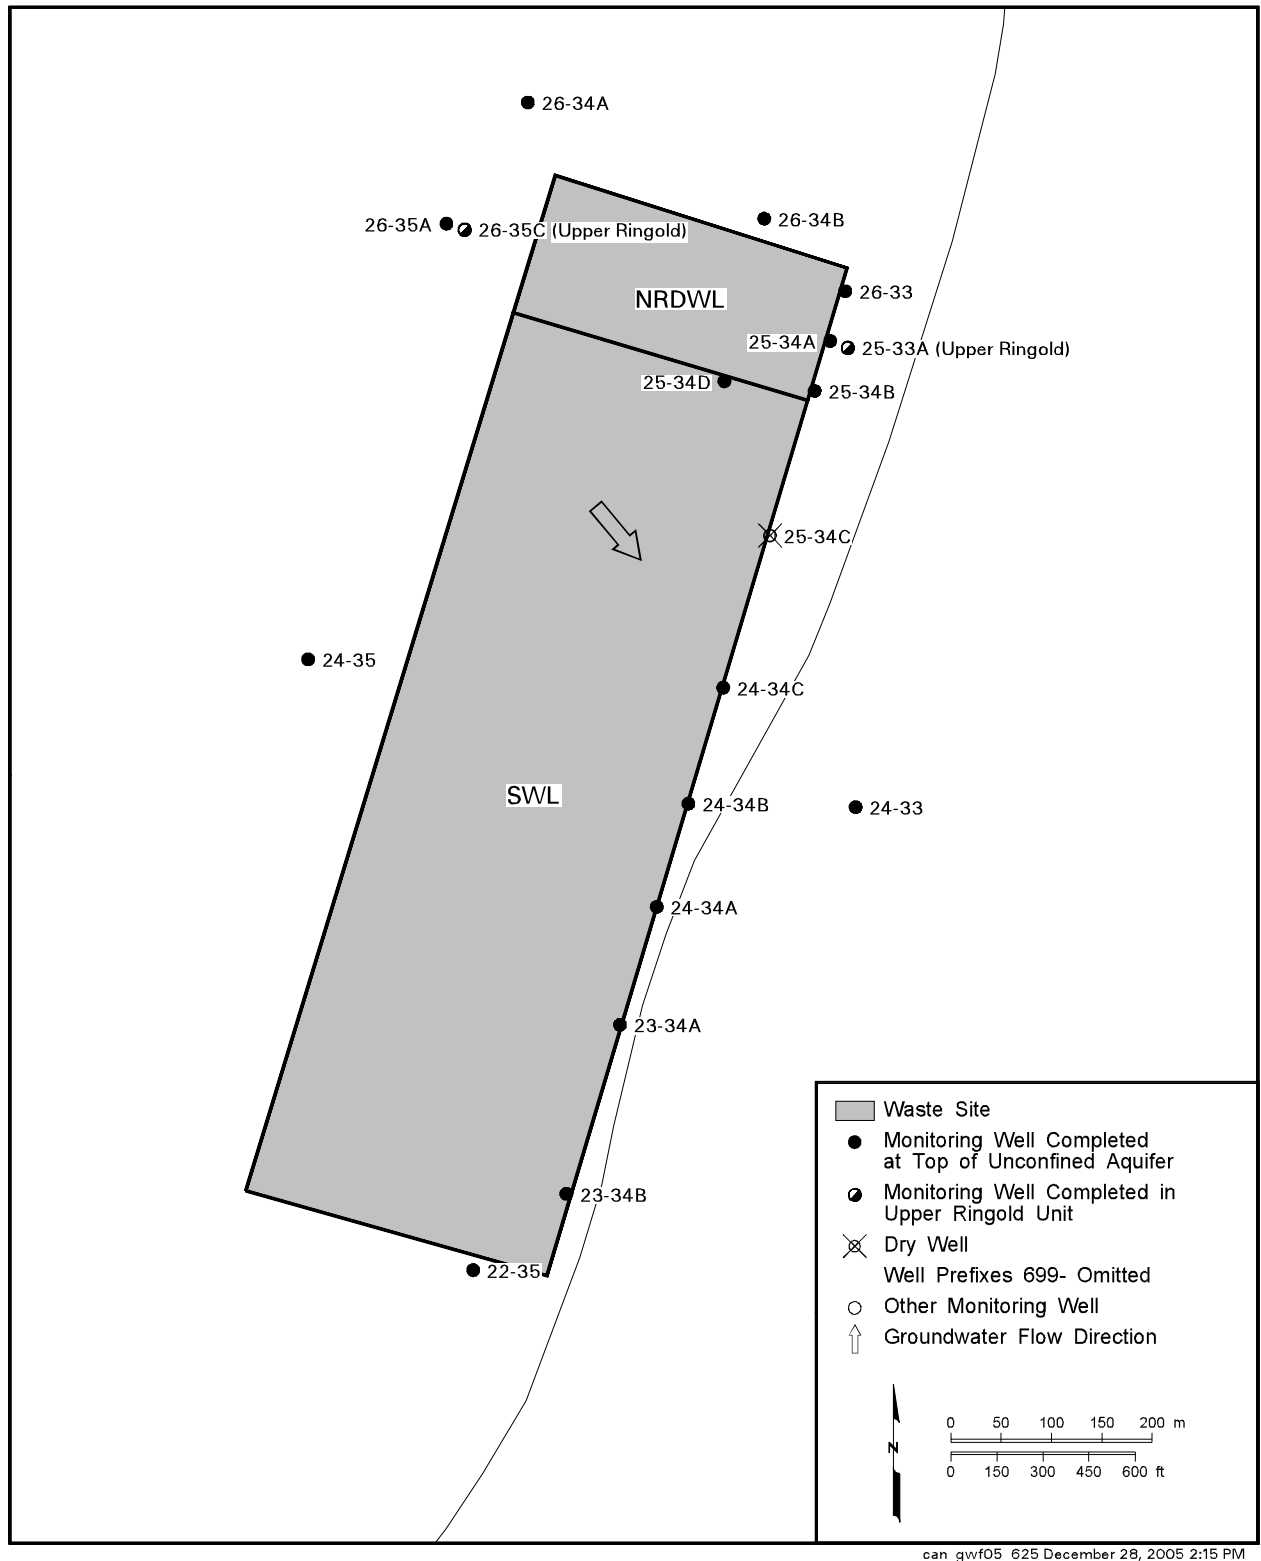 26-34A
26-35A
26-35C (Upper Ringold)
26-34B
NRDWL
26-33
25-34A
25-33A (Upper Ringold)
25-34D
25-34B
25-34C
24-35
24-34C
SWL
24-34B
24-33
24-34A
23-34A
23-34B
22-35
Waste Site
Monitoring Well Completed
at Top of Unconfined Aquifer
Monitoring Well Completed in
Upper Ringold Unit
Dry Well
Well Prefixes 699- Omitted
Other Monitoring Well
Groundwater Flow Direction
N
0 50 100 150 200 m
0 150 300 450 600 ft
can_gwf05_625 December 28, 2005 2:15 PM